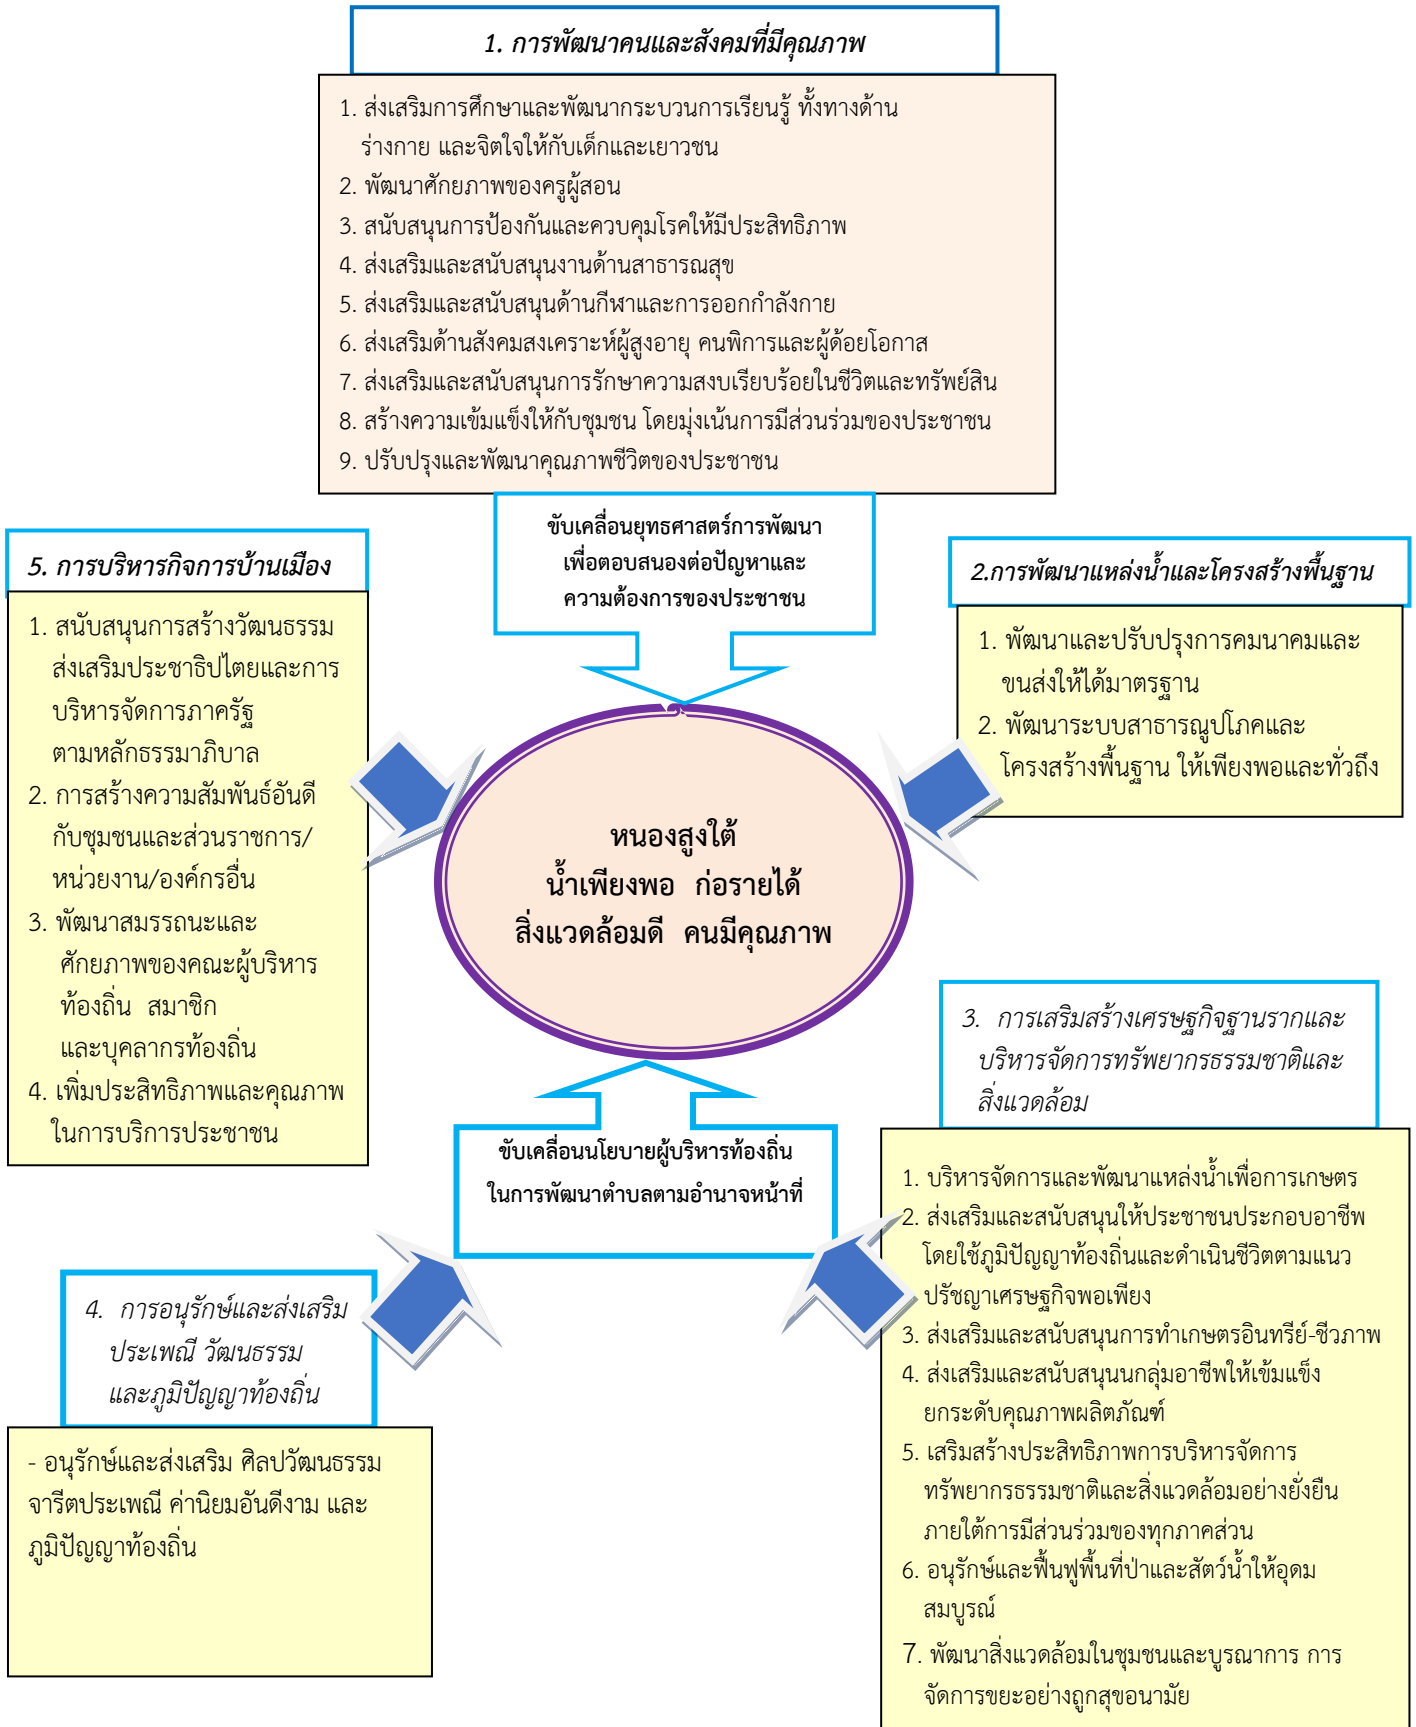 1. การพัฒนาคนและสังคมที่มีคุณภาพ
1. ส่งเสริมการศึกษาและพัฒนากระบวนการเรียนรู้ ทั้งทางด้าน
ร่างกาย และจิตใจให้กับเด็กและเยาวชน
2. พัฒนาศักยภาพของครูผู้สอน
3. สนับสนุนการป้องกันและควบคุมโรคให้มีประสิทธิภาพ
4. ส่งเสริมและสนับสนุนงานด้านสาธารณสุข
5. ส่งเสริมและสนับสนุนด้านกีฬาและการออกกำลังกาย
6. ส่งเสริมด้านสังคมสงเคราะห์ผู้สูงอายุ คนพิการและผู้ด้อยโอกาส
7. ส่งเสริมและสนับสนุนการรักษาความสงบเรียบร้อยในชีวิตและทรัพย์สิน
8. สร้างความเข้มแข็งให้กับชุมชน โดยมุ่งเน้นการมีส่วนร่วมของประชาชน
9. ปรับปรุงและพัฒนาคุณภาพชีวิตของประชาชน
ขับเคลื่อนยุทธศาสตร์การพัฒนา
เพื่อตอบสนองต่อปัญหาและ
ความต้องการของประชาชน
5. การบริหารกิจการบ้านเมือง
1. สนับสนุนการสร้างวัฒนธรรม
ส่งเสริมประชาธิปไตยและการ
บริหารจัดการภาครัฐ
ตามหลักธรรมาภิบาล
2. การสร้างความสัมพันธ์อันดี
กับชุมชนและส่วนราชการ/
หน่วยงาน/องค์กรอื่น
3. พัฒนาสมรรถนะและ
ศักยภาพของคณะผู้บริหาร
ท้องถิ่น สมาชิก
และบุคลากรท้องถิ่น
4. เพิ่มประสิทธิภาพและคุณภาพ
ในการบริการประชาชน
2.การพัฒนาแหล่งน้ำและโครงสร้างพื้นฐาน
1. พัฒนาและปรับปรุงการคมนาคมและ
ขนส่งให้ได้มาตรฐาน
2. พัฒนาระบบสาธารณูปโภคและ
โครงสร้างพื้นฐาน ให้เพียงพอและทั่วถึง
หนองสูงใต้
น้ำเพียงพอ ก่อรายได้
สิ่งแวดล้อมดี คนมีคุณภาพ
ขับเคลื่อนนโยบายผู้บริหารท้องถิ่น
ในการพัฒนาตำบลตามอำนาจหน้าที่
3. การเสริมสร้างเศรษฐกิจฐานรากและ
บริหารจัดการทรัพยากรธรรมชาติและ
สิ่งแวดล้อม
1. บริหารจัดการและพัฒนาแหล่งน้ำเพื่อการเกษตร
2. ส่งเสริมและสนับสนุนให้ประชาชนประกอบอาชีพ
โดยใช้ภูมิปัญญาท้องถิ่นและดำเนินชีวิตตามแนว
ปรัชญาเศรษฐกิจพอเพียง
3. ส่งเสริมและสนับสนุนการทำเกษตรอินทรีย์-ชีวภาพ
4. ส่งเสริมและสนับสนุนนกลุ่มอาชีพให้เข้มแข็ง
ยกระดับคุณภาพผลิตภัณฑ์
5. เสริมสร้างประสิทธิภาพการบริหารจัดการ
ทรัพยากรธรรมชาติและสิ่งแวดล้อมอย่างยั่งยืน
ภายใต้การมีส่วนร่วมของทุกภาคส่วน
6. อนุรักษ์และฟื้นฟูพื้นที่ป่าและสัตว์น้ำให้อุดม
สมบูรณ์
7. พัฒนาสิ่งแวดล้อมในชุมชนและบูรณาการ การ
จัดการขยะอย่างถูกสุขอนามัย
4. การอนุรักษ์และส่งเสริม
ประเพณี วัฒนธรรม
และภูมิปัญญาท้องถิ่น
- อนุรักษ์และส่งเสริม ศิลปวัฒนธรรม
จารีตประเพณี ค่านิยมอันดีงาม และ
ภูมิปัญญาท้องถิ่น